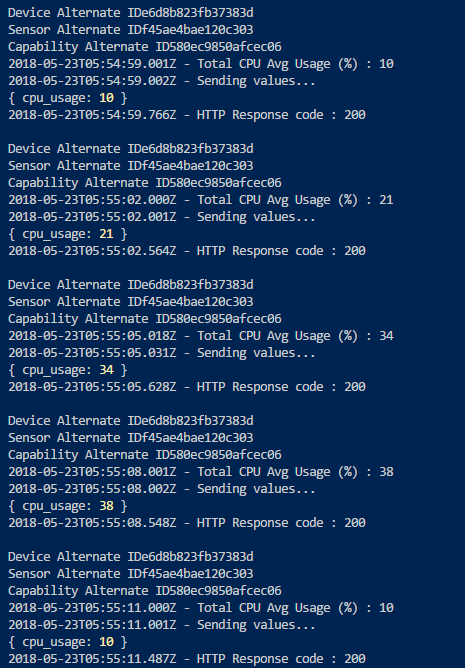 Device Alternate IDe6d8b823fb37383d
Sensor Alternate IDf45ae4bae120c303
Capability Alternate ID580ec9850afcec06
2018-05-23T05:54:59.001Z - Total CPU Avg Usage (%) : 10
2018-05-23T05:54:59.002Z - Sending values...
{ cpu_usage: 10 }
2018-05-23T05:54:59.766Z - HTTP Response code : 200
Device Alternate IDe6d8b823fb37383d
Sensor Alternate IDf45ae4bae120c303
Capability Alternate ID580ec9850afcec06
2018-05-23T05:55:02.000Z - Total CPU Avg Usage (%) : 21
2018-05-23T05:55:02.001Z - Sending values...
{ cpu_usage: 21 }
2018-05-23T05:55:02.564Z - HTTP Response code : 200
Device Alternate IDe6d8b823fb37383d
Sensor Alternate IDf45ae4bae120c303
Capability Alternate ID580ec9850afcec06
2018-05-23T05:55:05.018Z - Total CPU Avg Usage (%) : 34
2018-05-23T05:55:05.031Z - Sending values...
{ cpu_usage: 34 }
2018-05-23T05:55:05.628Z - HTTP Response code : 200
Device Alternate IDe6d8b823fb37383d
Sensor Alternate IDf45ae4bae120c303
Capability Alternate ID580ec9850afcec06
2018-05-23T05:55:08.001Z - Total CPU Avg Usage (%) : 38
2018-05-23T05:55:08.002Z - Sending values...
{ cpu_usage: 38 }
2018-05-23T05:55:08.548Z - HTTP Response code : 200
Device Alternate IDe6d8b823fb37383d
Sensor Alternate IDf45ae4bae120c303
Capability Alternate ID580ec9850afcec06
2018-05-23T05:55:11.000Z - Total CPU Avg Usage (%) : 10
2018-05-23T05:55:11.001Z - Sending values...
{ cpu_usage: 10 }
2018-05-23T05:55:11.487Z - HTTP Response code : 200